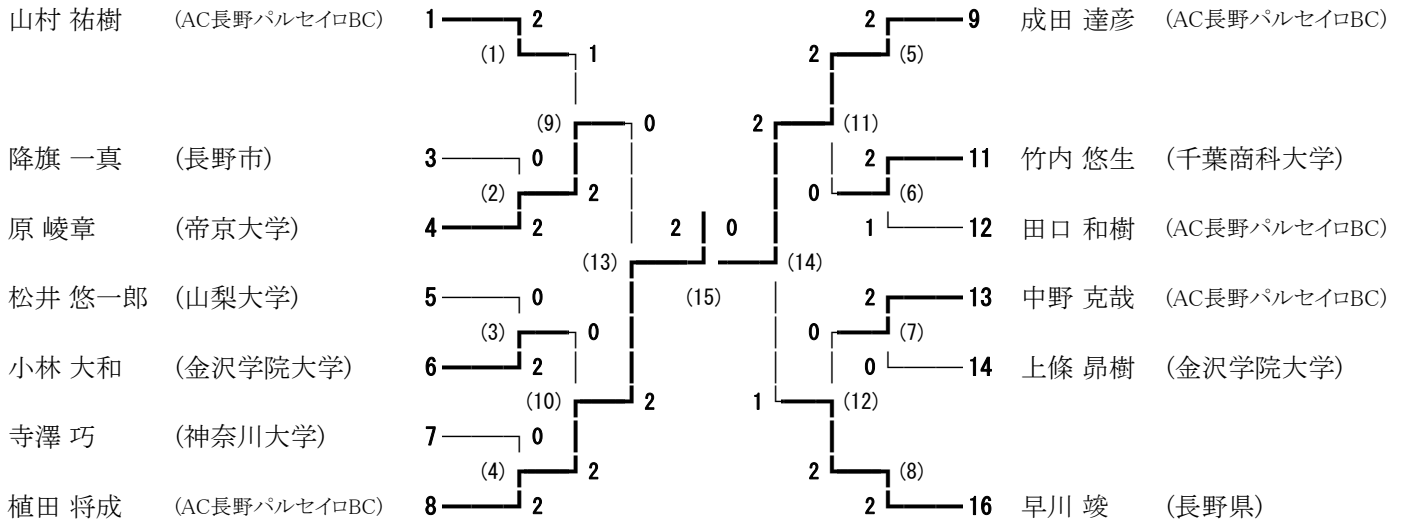 山村 祐樹 (AC長野パルセイロBC) 1 2 2 9 成田 達彦 (AC長野パルセイロBC)
(1) 1 2 (5)
(9) 0 2 (11)
降旗 一真 (長野市) 3 0 2 11 竹内 悠生 (千葉商科大学)
(2) 2 0 (6)
原 崚章 (帝京大学) 4 2 2 0 1 12 田口 和樹 (AC長野パルセイロBC)
(13) (14)
松井 悠一郎 (山梨大学) 5 0 (15) 2 13 中野 克哉 (AC長野パルセイロBC)
(3) 0 0 (7)
小林 大和 (金沢学院大学) 6 2 0 14 上條 昴樹 (金沢学院大学)
(10) 2 1 (12)
寺澤 巧 (神奈川大学) 7 0
(4) 2 2 (8)
植田 将成 (AC長野パルセイロBC) 8 2 2 16 早川 竣 (長野県)